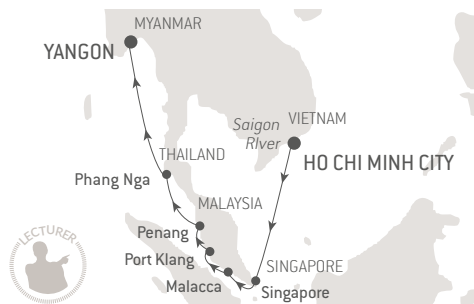 MYANMAR
YANGON
VIETNAM
Saigon
RIver
HO CHI MINH CITY
THAILAND
Phang Nga
MALAYSIA
Penang
Port Klang
Malacca
SINGAPORE
Singapore
LECTURER